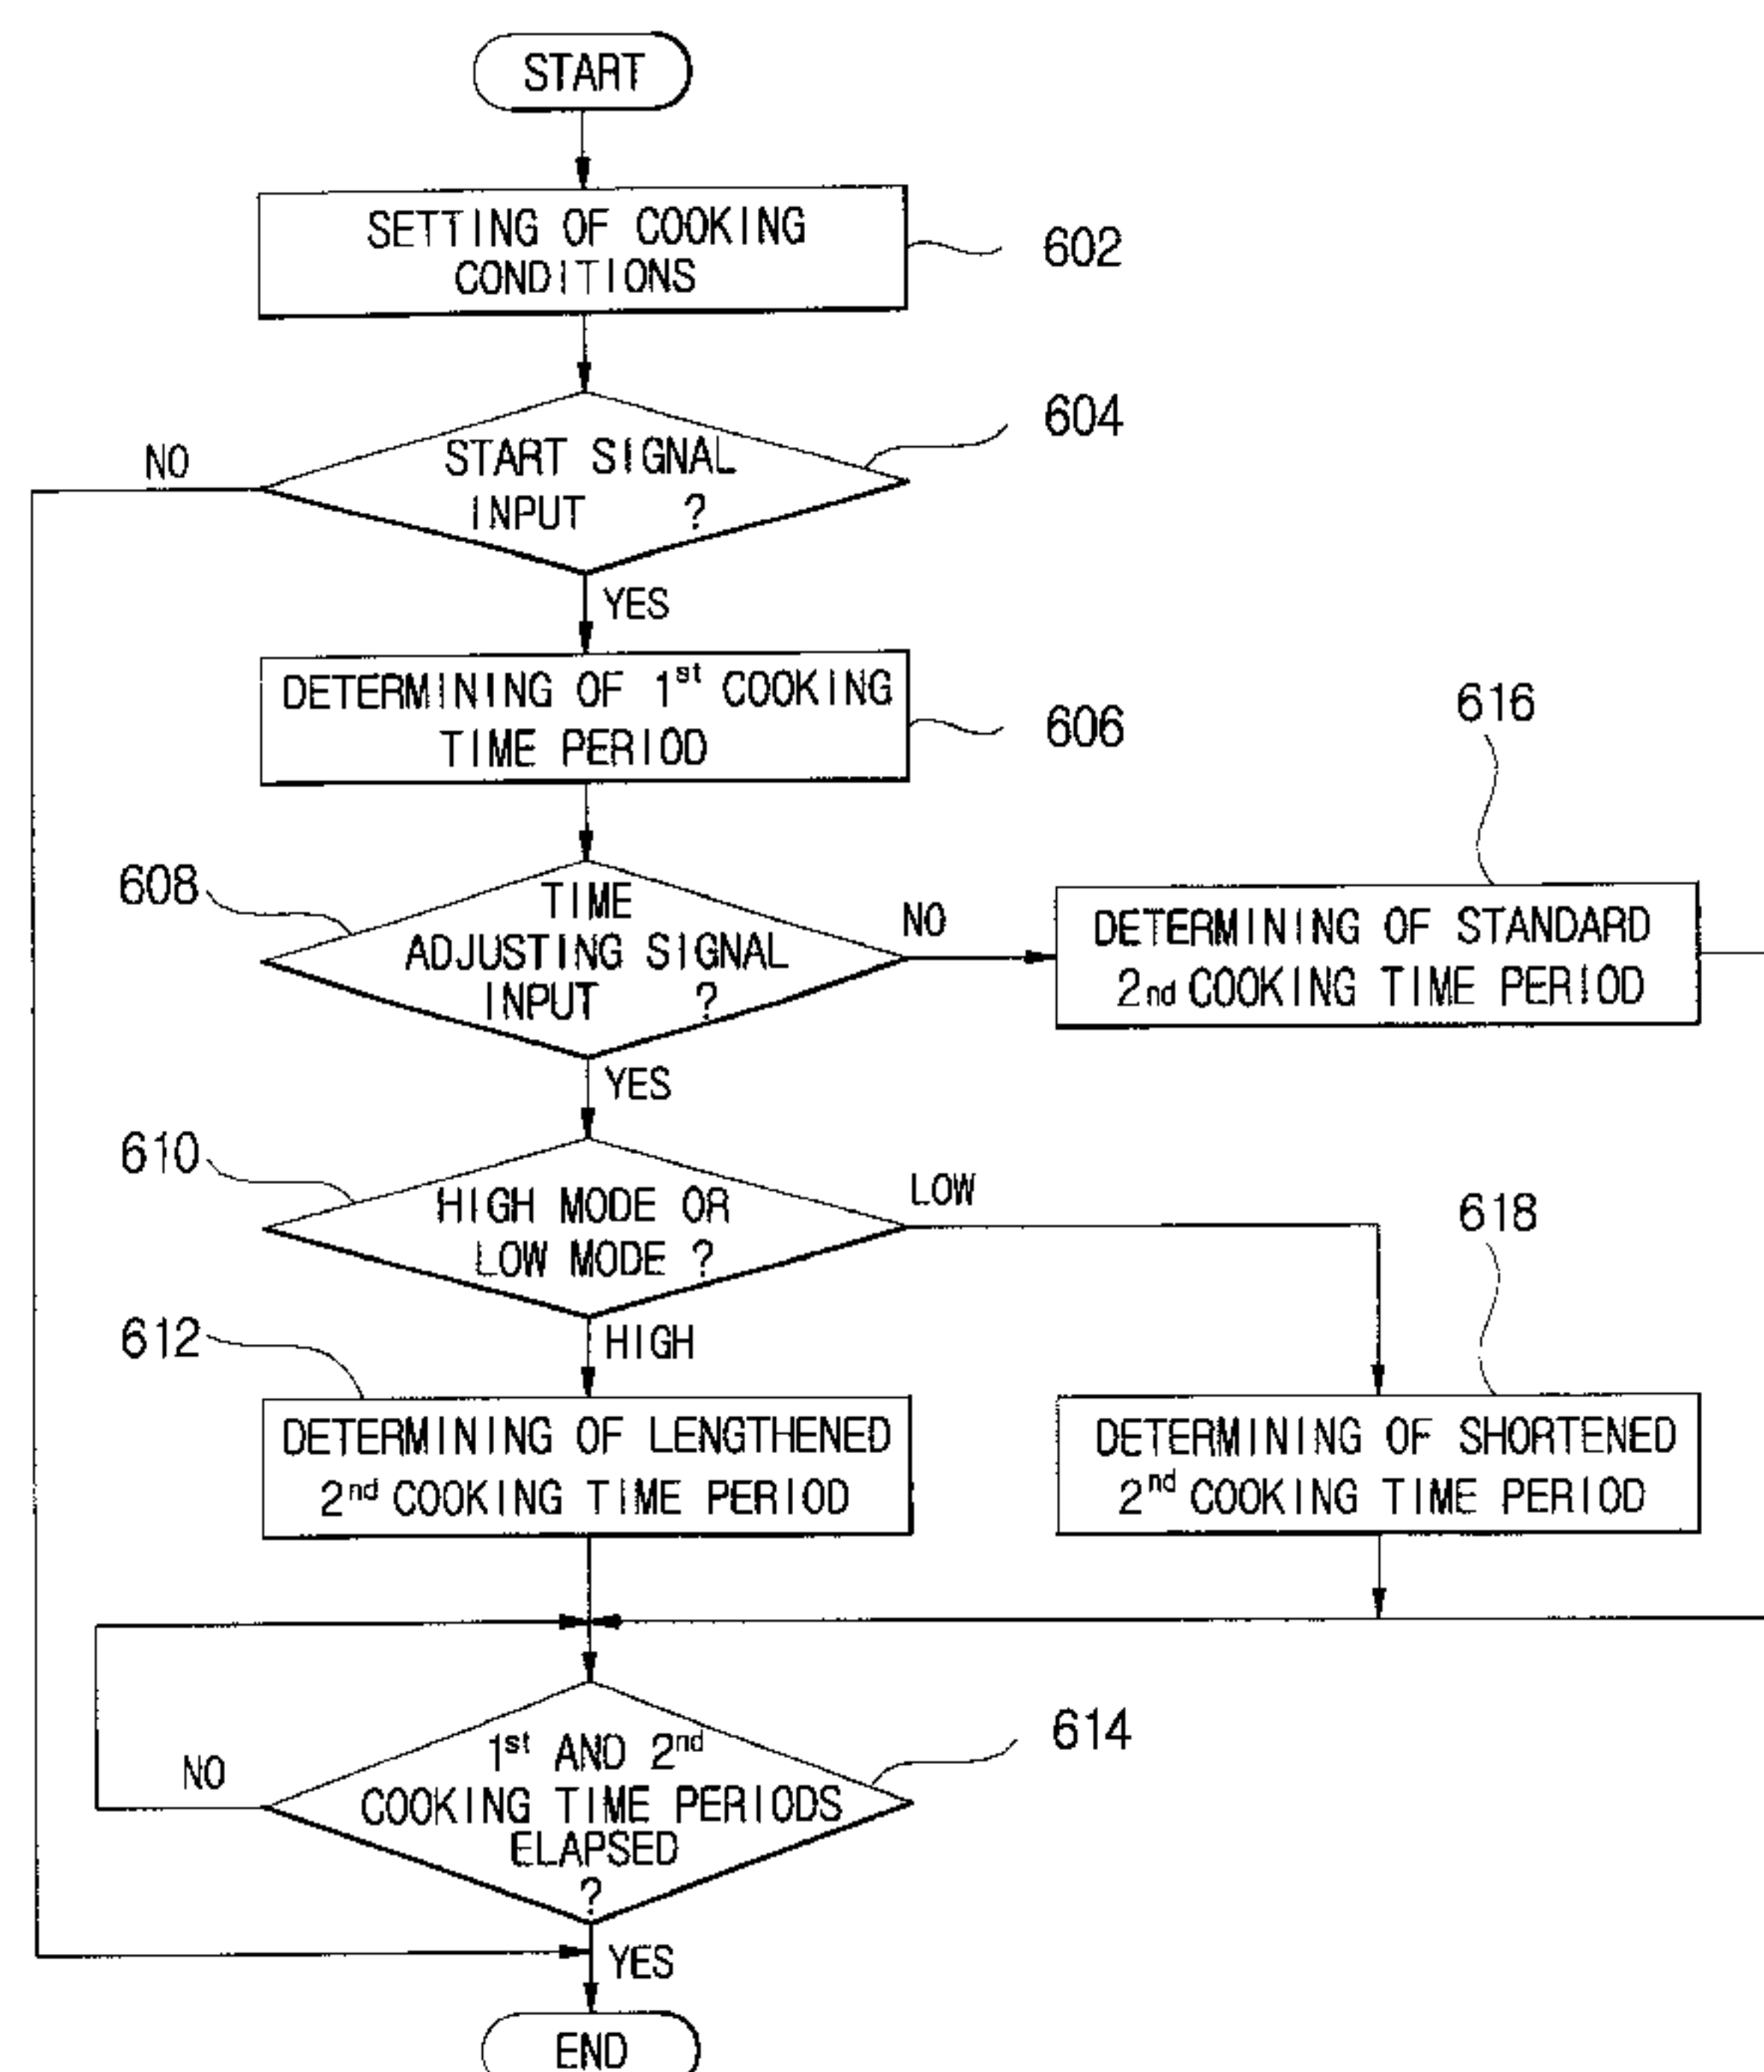 START
SETTING OF COOKING
CONDITIONS
602
604
NO
START SIGNAL
INPUT ?
YES
DETERMINING OF 1st COOKING
TIME PERIOD
606
616
608
TIME
ADJUSTING SIGNAL
INPUT ?
NO
DETERMINING OF STANDARD
2nd COOKING TIME PERIOD
YES
610
HIGH MODE OR
LOW MODE ?
LOW
618
612
HIGH
DETERMINING OF LENGTHENED
2nd COOKING TIME PERIOD
DETERMINING OF SHORTENED
2nd COOKING TIME PERIOD
614
NO
1st AND 2nd
COOKING TIME PERIODS
ELAPSED
?
YES
END